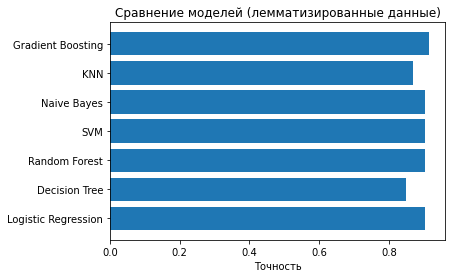 Сравнение моделей (лемматизированные данные)
Gradient Boosting
KNN
Naive Bayes
SVM
Random Forest
Decision Tree
Logistic Regression
0.0 0.2 0.4 0.6 0.8
Точность